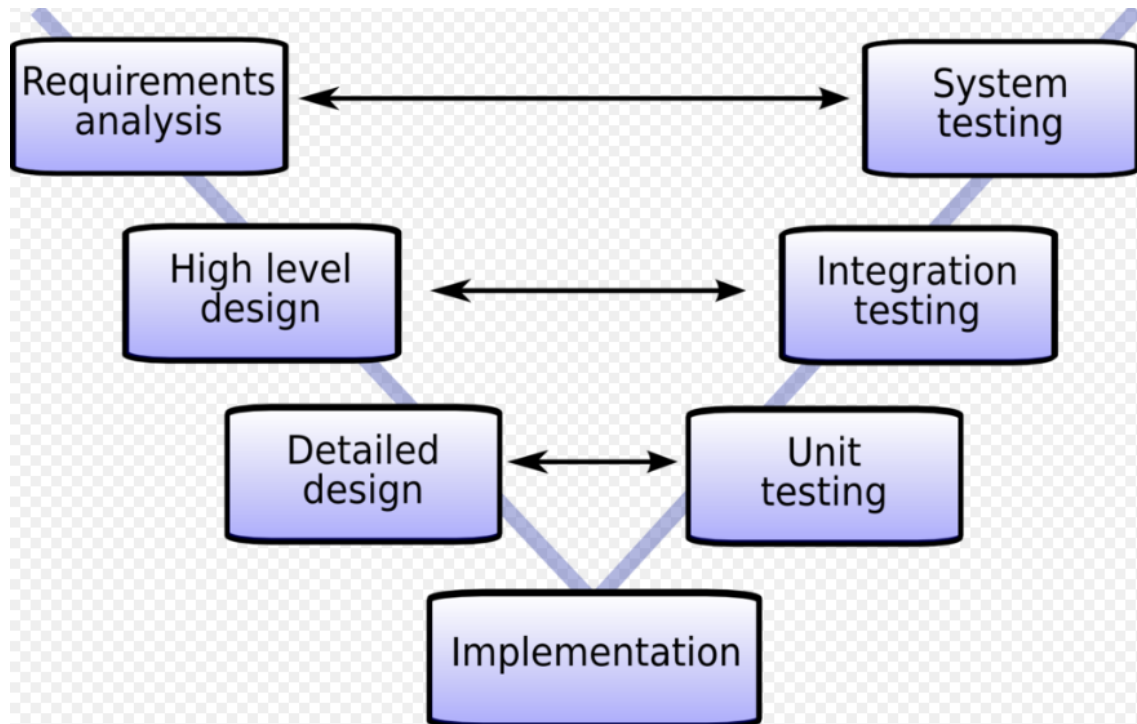 Requirements
analysis
System
testing
High level
design
Integration
testing
Detailed
design
Unit
testing
Implementation